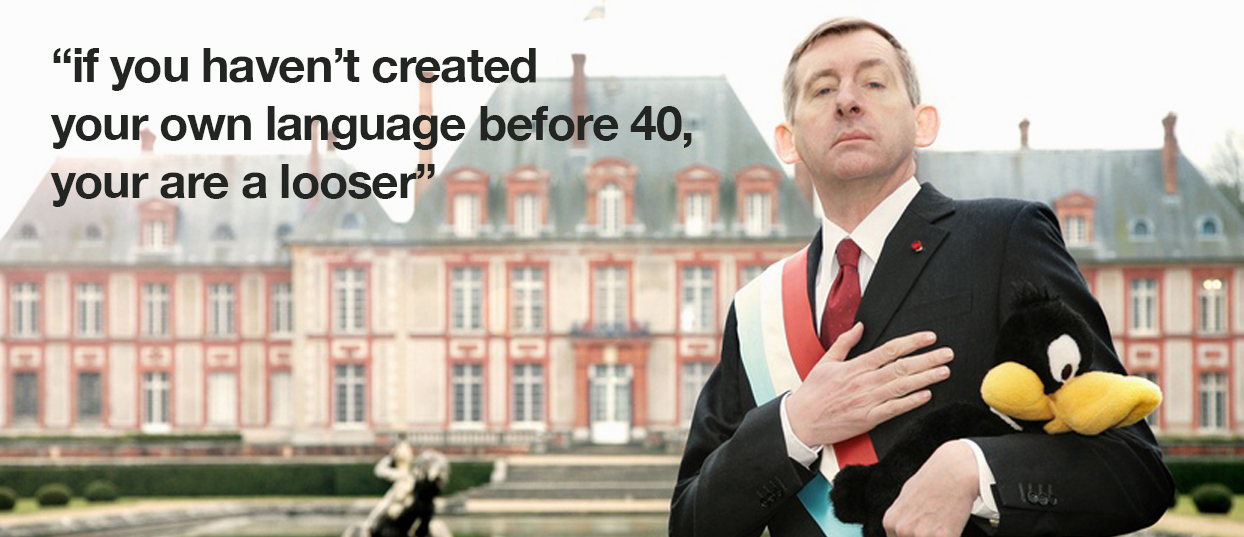 “if you haven’t created
your own language before 40,
your are a looser”